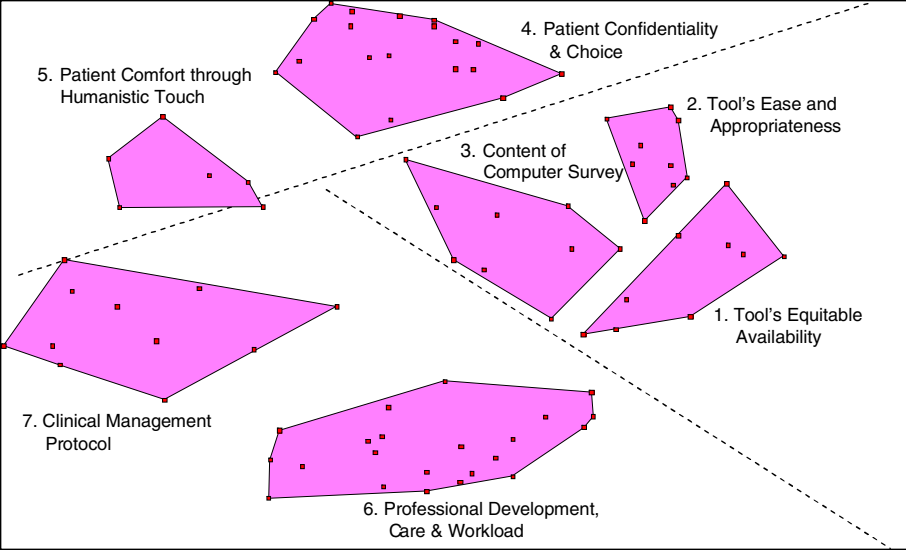 4. Patient Confidentiality
& Choice
5. Patient Comfort through
Humanistic Touch
2. Tool's Ease and
Appropriateness
3. Content of
Computer Survey
1. Tool's Equitable
Availability
7. Clinical Management
Protocol
6. Professional Development,
Care & Workload